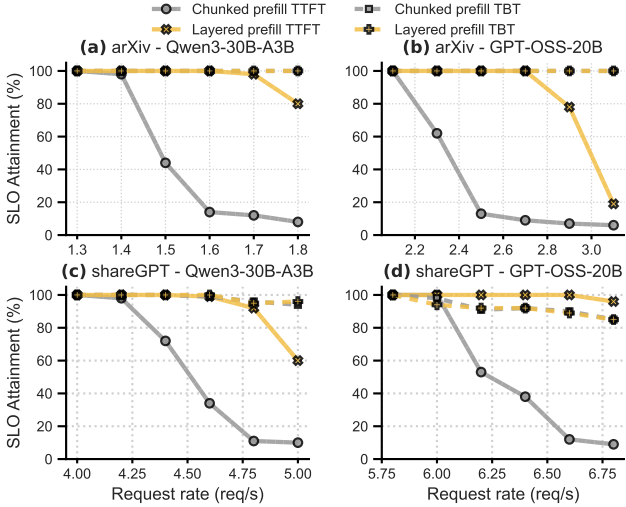 Chunked prefill TTFT
Chunked prefill TBT
Layered prefill TTFT
Layered prefill TBT
(a) arXiv - Qwen3-30B-A3B
(b) arXiv - GPT-OSS-20B
SLO Attainment (%)
100
80
60
40
20
0
1.3 1.4 1.5 1.6 1.7 1.8
100
80
60
40
20
0
2.2 2.4 2.6 2.8 3.0
(c) shareGPT - Qwen3-30B-A3B
(d) shareGPT - GPT-OSS-20B
SLO Attainment (%)
100
80
60
40
20
0
4.00 4.25 4.50 4.75 5.00
Request rate (req/s)
100
80
60
40
20
0
5.75 6.00 6.25 6.50 6.75
Request rate (req/s)